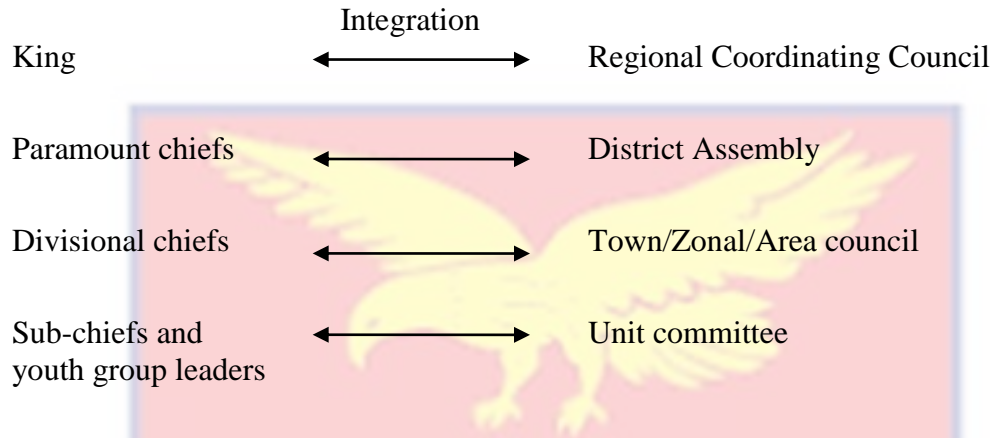 Integration
King Regional Coordinating Council
Paramount chiefs District Assembly
Divisional chiefs Town/Zonal/Area council
Sub-chiefs and Unit committee
youth group leaders